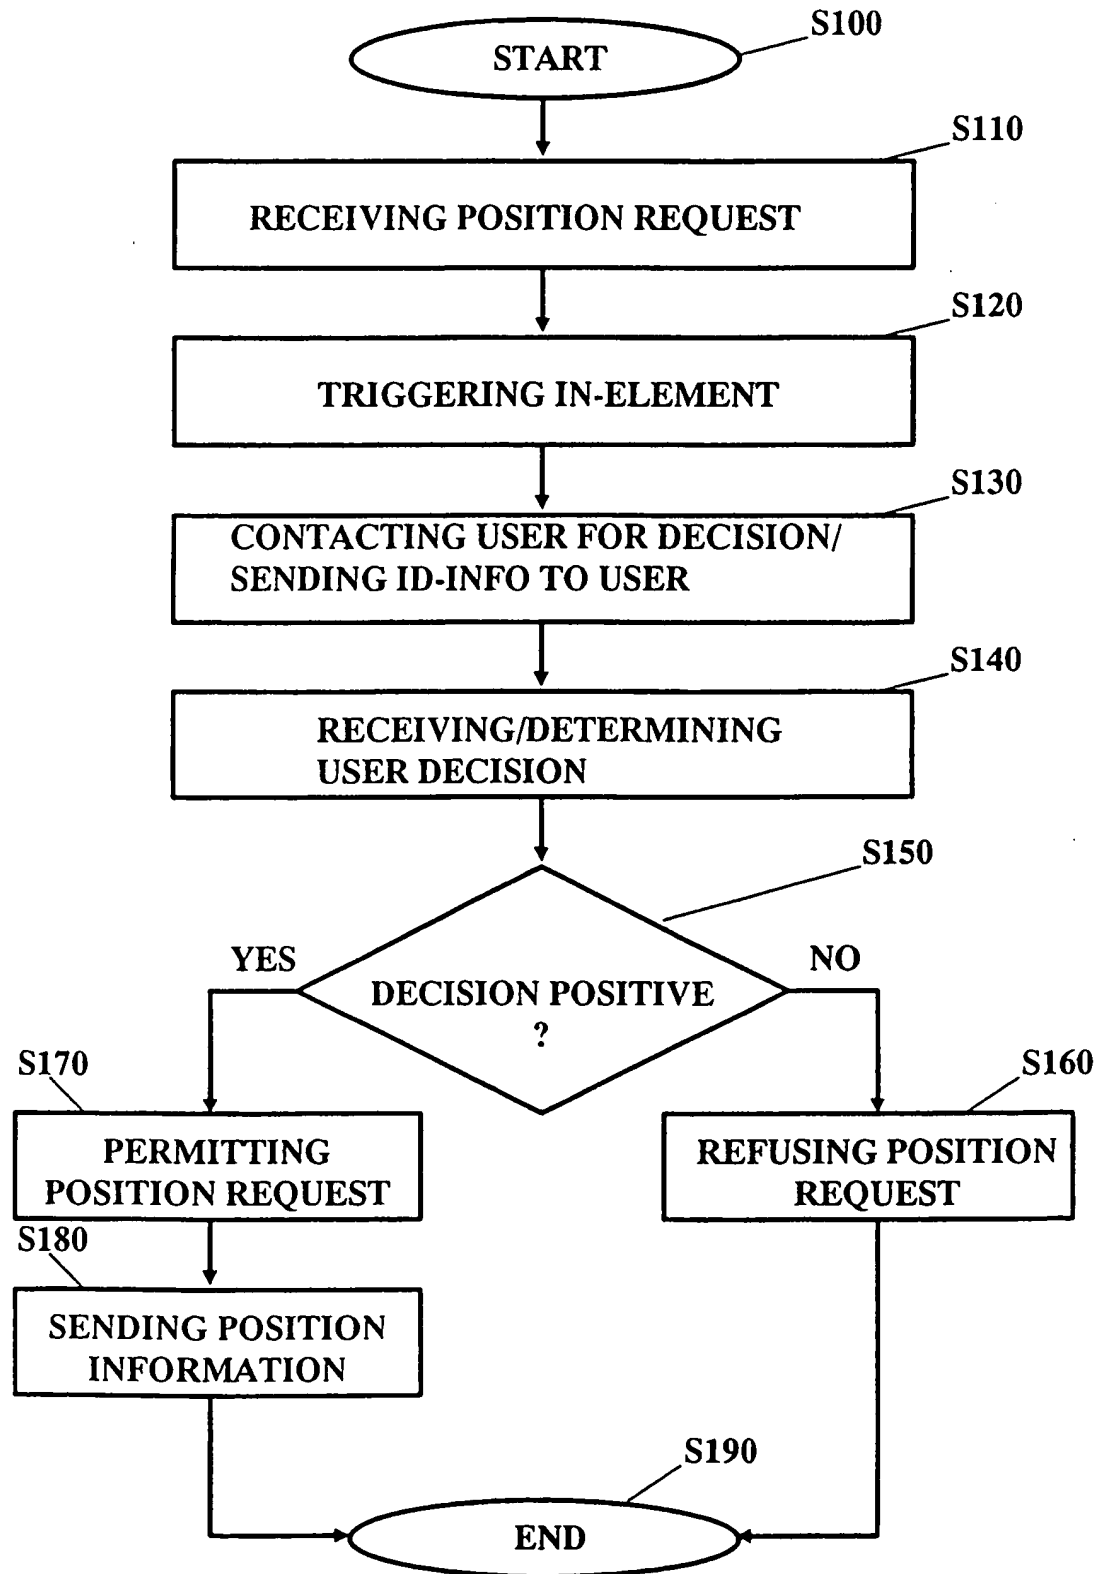 S100
START
S110
RECEIVING POSITION REQUEST
S120
TRIGGERING IN-ELEMENT
S130
CONTACTING USER FOR DECISION/
SENDING ID-INFO TO USER
S140
RECEIVING/DETERMINING
USER DECISION
S150
YES
NO
DECISION POSITIVE
?
S170
S160
PERMITTING
POSITION REQUEST
REFUSING POSITION
REQUEST
S180
SENDING POSITION
INFORMATION
S190
END